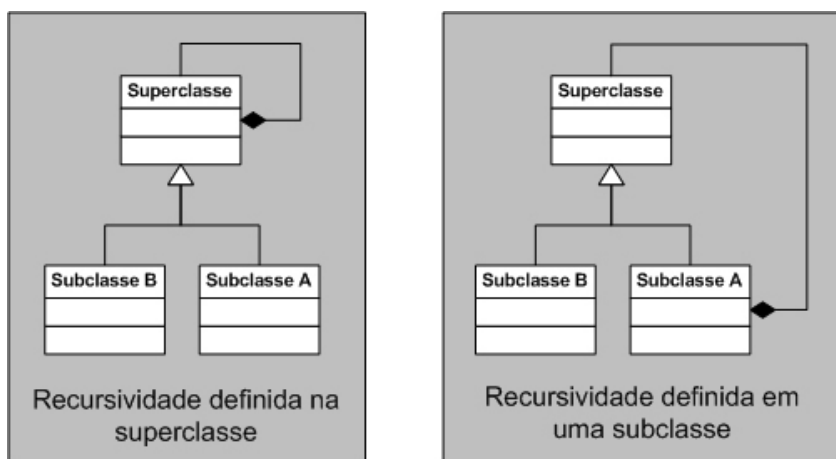 Superclasse
Subclasse B
Subclasse A
Recursividade definida na
superclasse
Superclasse
Subclasse B
Subclasse A
Recursividade definida em
uma subclasse